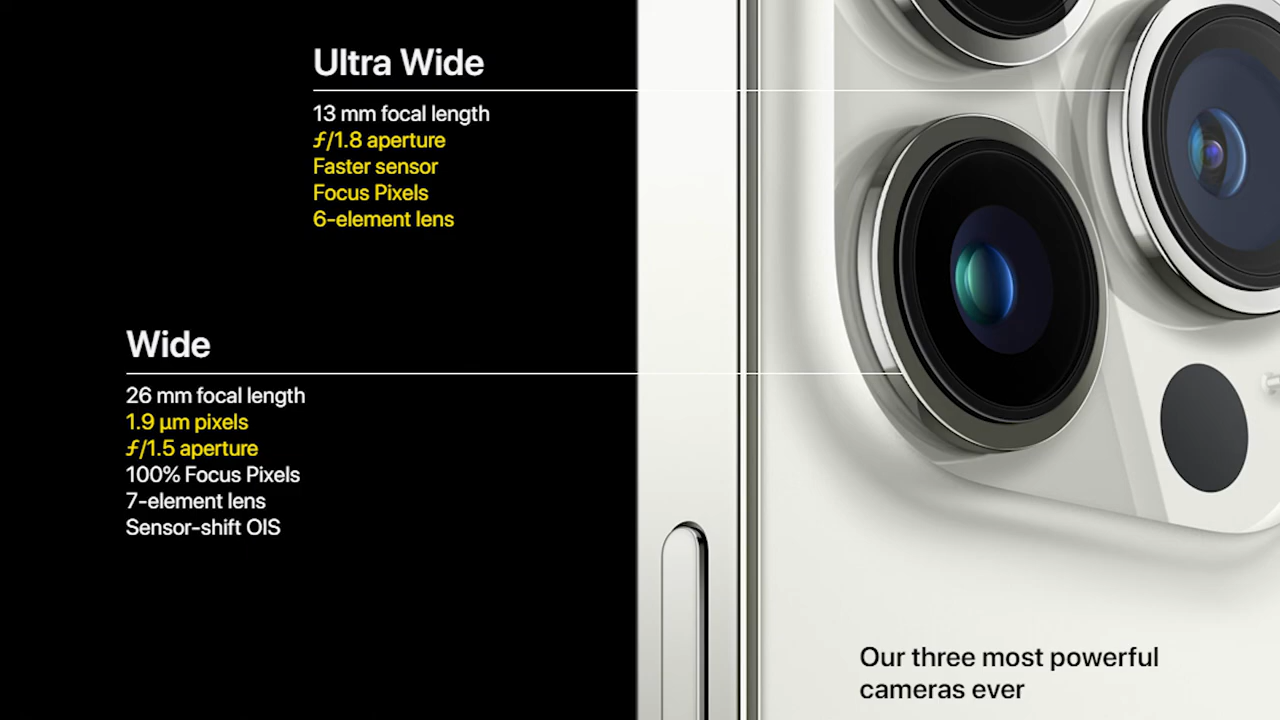 Ultra Wide
13 mm focal length
ƒ/1.8 aperture
Faster sensor
Focus Pixels
6-element lens
Wide
26 mm focal length
1.9 µm pixels
ƒ/1.5 aperture
100% Focus Pixels
7-element lens
Sensor-shift OIS
Our three most powerful
cameras ever